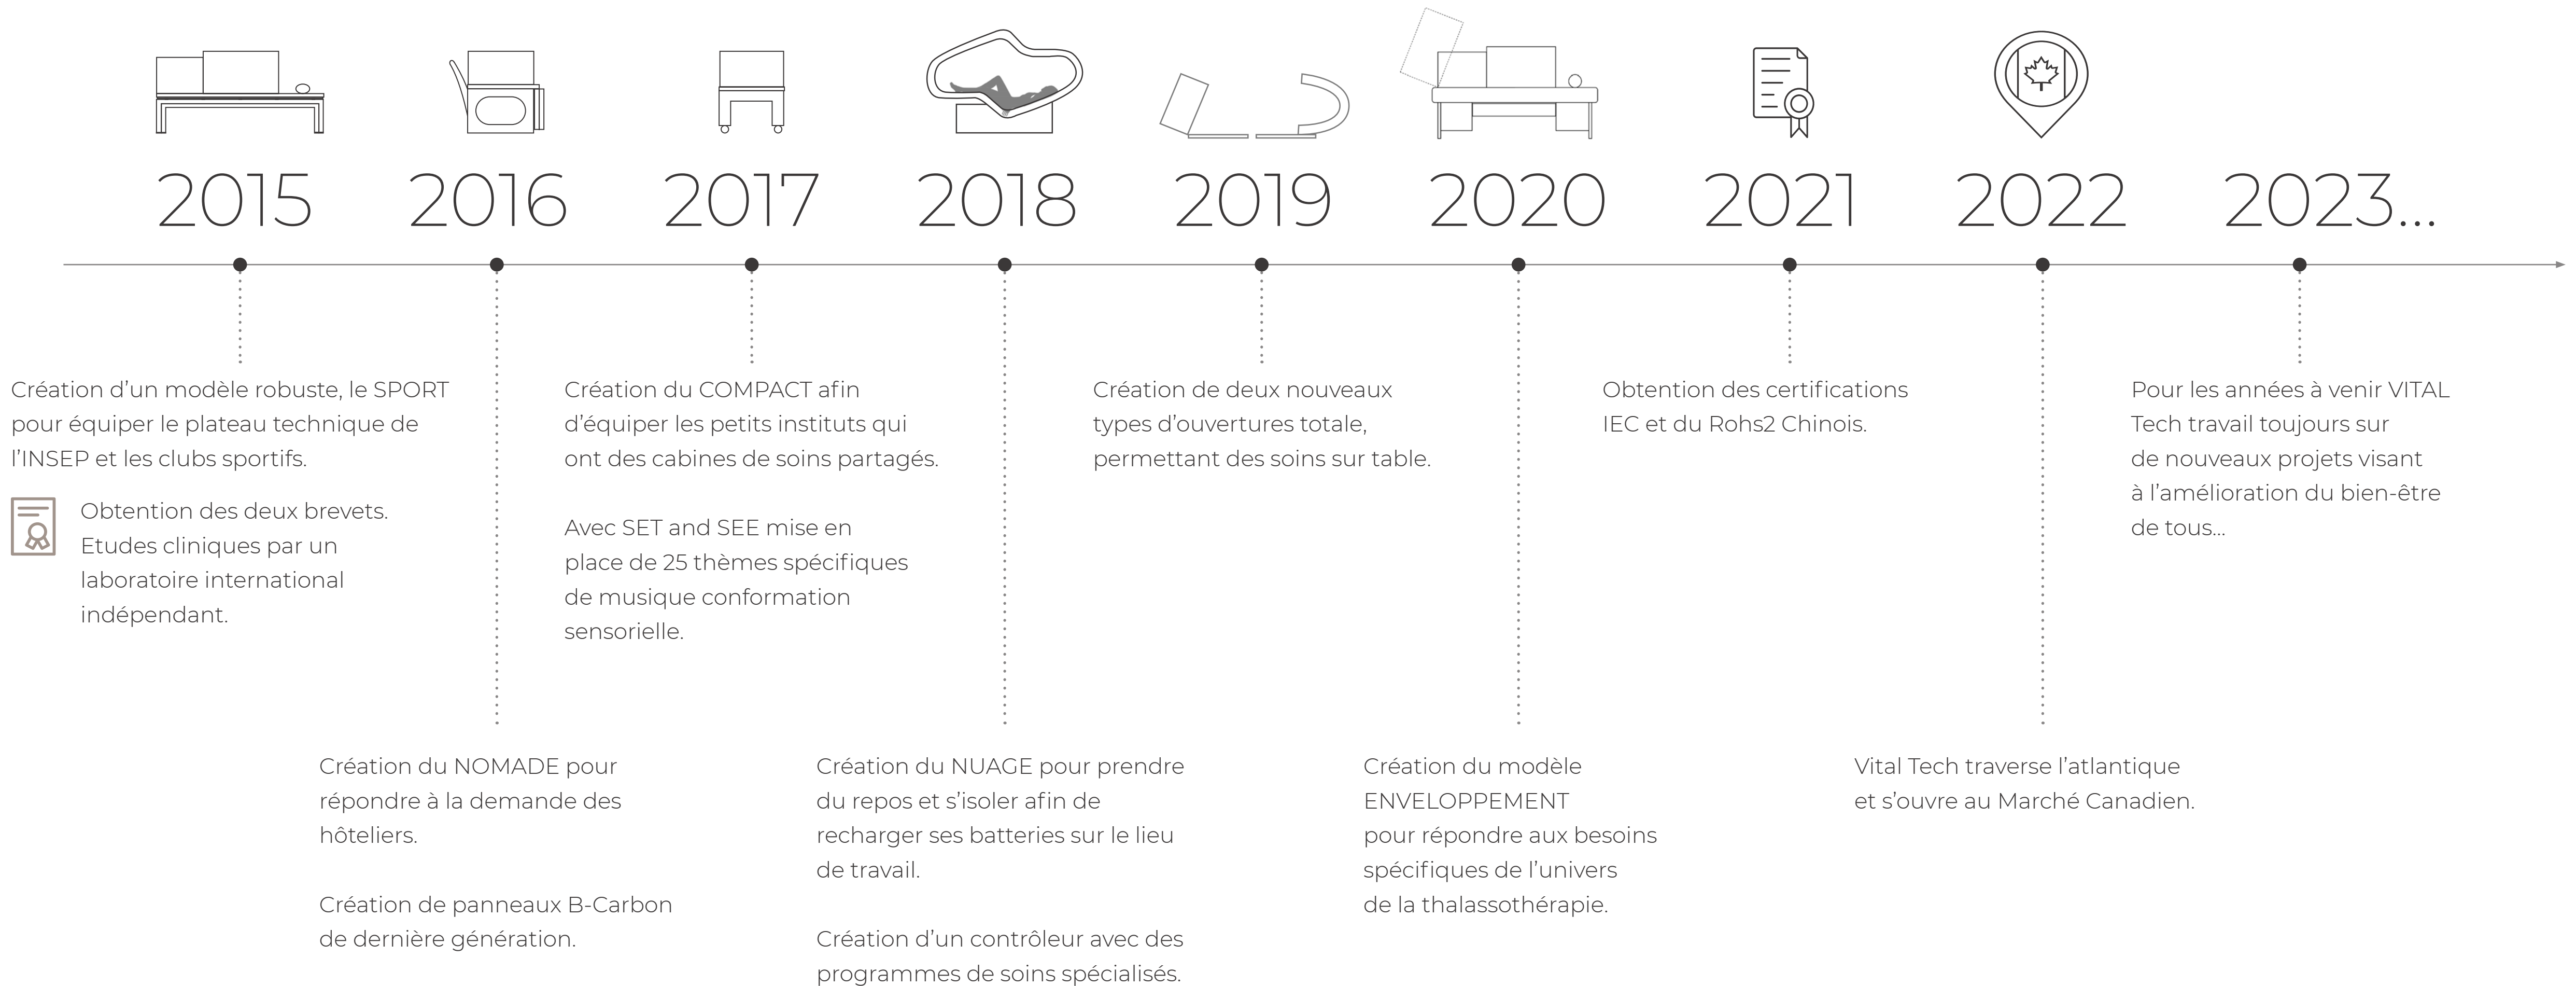 2015
2016
2017
2018
2019
2020
2021
2022
2023...
Création d’un modèle robuste, le SPORT
pour équiper le plateau technique de
l’INSEP et les clubs sportifs.
Obtention des deux brevets.
Etudes cliniques par un
laboratoire international
indépendant.
Création du NOMADE pour
répondre à la demande des
hôteliers.
Création de panneaux B-Carbon
de dernière génération.
Création du COMPACT afin
d’équiper les petits instituts qui
ont des cabines de soins partagés.
Avec SET and SEE mise en
place de 25 thèmes spécifiques
de musique conformation
sensorielle.
Création du NUAGE pour prendre
du repos et s’isoler afin de
recharger ses batteries sur le lieu
de travail.
Création d’un contrôleur avec des
programmes de soins spécialisés.
Création de deux nouveaux
types d’ouvertures totale,
permettant des soins sur table.
Création du modèle
ENVELOPPEMENT
pour répondre aux besoins
spécifiques de l’univers
de la thalassothérapie.
Obtention des certifications
IEC et du Rohs2 Chinois.
Vital Tech traverse l’atlantique
et s’ouvre au Marché Canadien.
Pour les années à venir VITAL
Tech travail toujours sur
de nouveaux projets visant
à l’amélioration du bien-être
de tous...